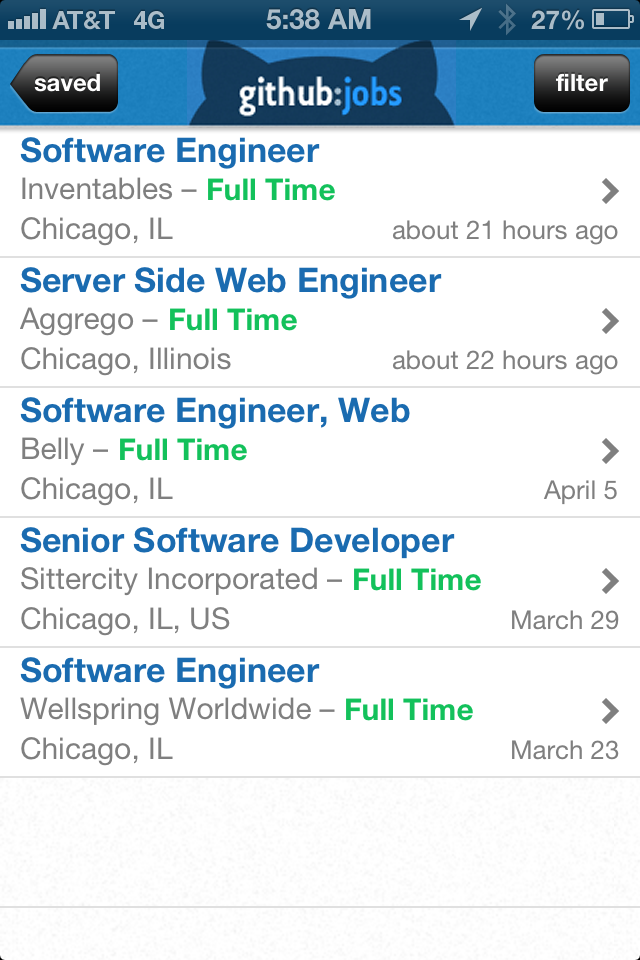 AT&T 4G 5:38 AM 27%
saved github:jobs filter
Software Engineer
Inventables – Full Time
Chicago, IL about 21 hours ago
Server Side Web Engineer
Aggrego – Full Time
Chicago, Illinois about 22 hours ago
Software Engineer, Web
Belly – Full Time
Chicago, IL April 5
Senior Software Developer
Sittercity Incorporated – Full Time
Chicago, IL, US March 29
Software Engineer
Wellspring Worldwide – Full Time
Chicago, IL March 23